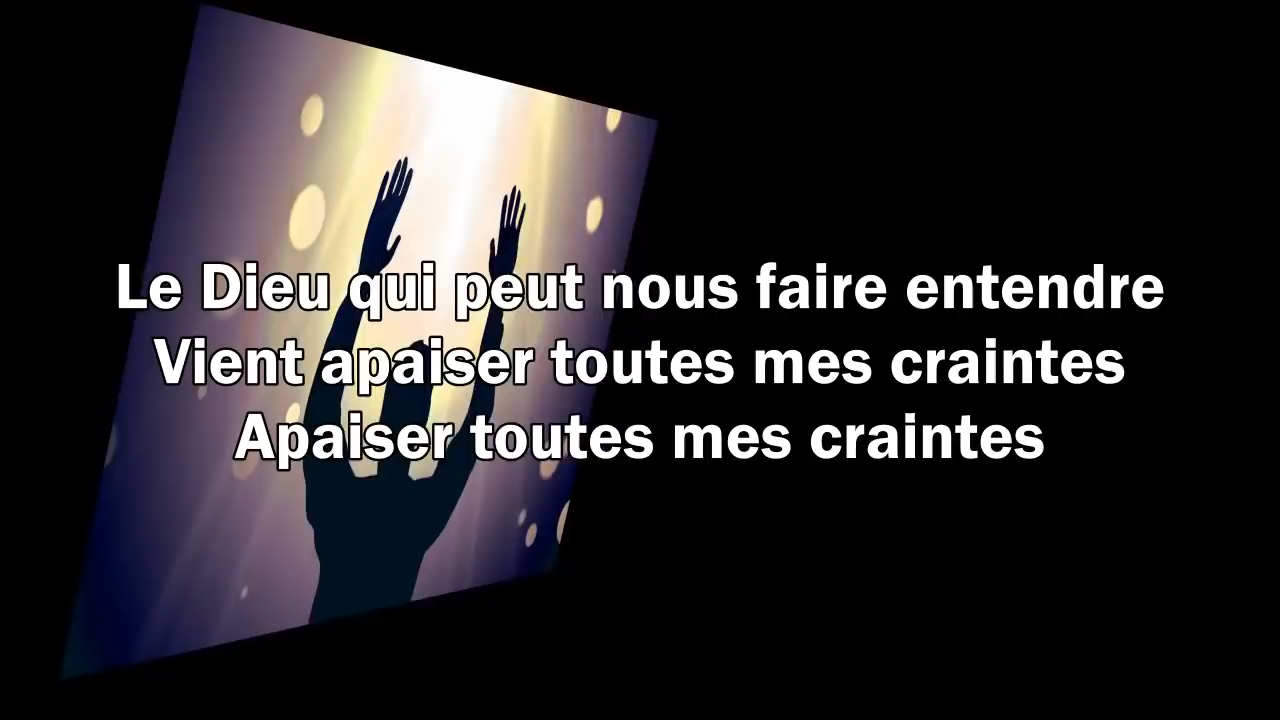 Le Dieu qui peut nous faire entendre
Vient apaiser toutes mes craintes
Apaiser toutes mes craintes